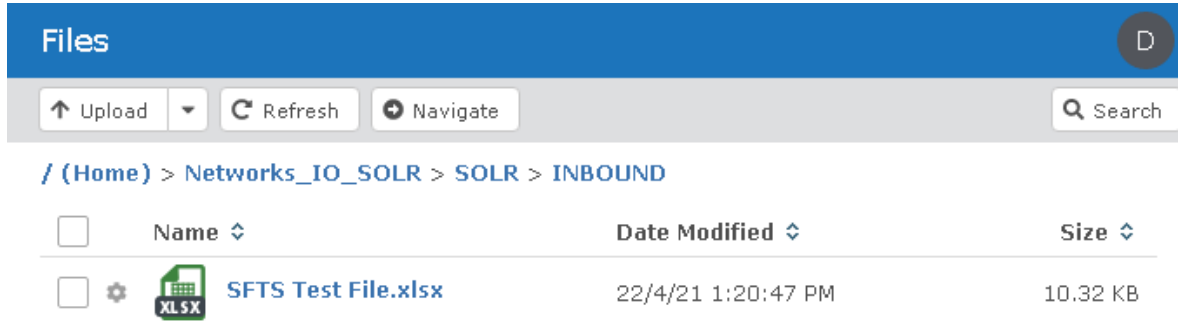 Files D
Upload Refresh Navigate Search
/ (Home) > Networks_IO_SOLR > SOLR > INBOUND
Name Date Modified Size
XLSX SFTS Test File.xlsx 22/4/21 1:20:47 PM 10.32 KB